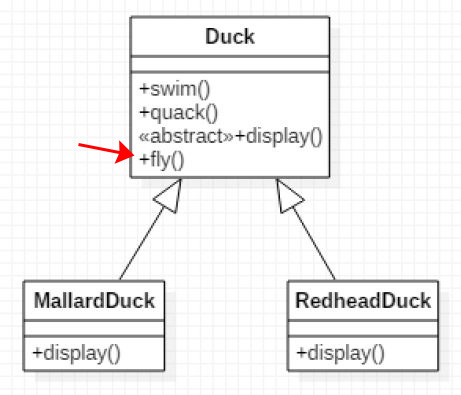 Duck
+swim()
+quack()
«abstract»+display()
+fly()
MallardDuck
RedheadDuck
+display()
+display()